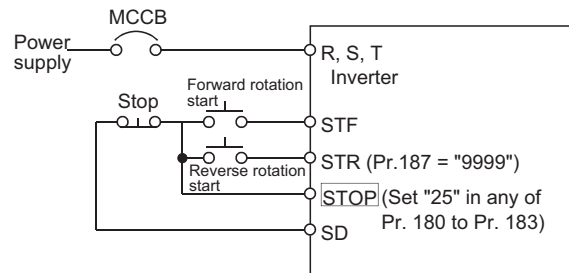 MCCB
Power
supply
R, S, T
Inverter
Forward rotation
start
Stop
STF
STR (Pr.187 = "9999")
Reverse rotation
start
STOP (Set "25" in any of
Pr. 180 to Pr. 183)
SD